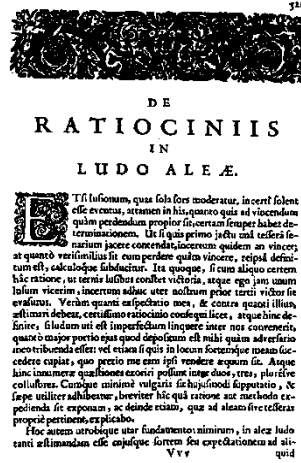 DE
RATIOCINIIS
IN
LUDO ALEÆ.
ETSI lusionum, quas sola sors moderatur, incerti solent
esse eventus, attamen in his, quanto quis ad vincendum
quàm perdendum propior sit, certam semper habet de-
terminationem. Ut si quis primo jactu unâ tesserâ se-
narium jacere contendat, incertum quidem an vincet;
at quantò verisimilius sit eum perdere quàm vincere, reipsâ defini-
tum est, calculoque subducitur. Ita quoque, si cum aliquo certem
hâc ratione, ut ternis lusibus constet victoria, atque ego jam unum
lusum vicerim, incertum adhuc uter nostrum prior tertii victor sit
evasurus. Verùm quanti expectatio mea, & contra quanti illius,
æstimari debeat, certissimo ratiocinio consequi licet, atque hinc de-
finire, si ludum uti est imperfectum linquere inter nos convenerit,
quantò major portio ejus quod depositum est mihi quàm adversario
meo tribuenda esset: vel etiam si quis in locum sortemque meam suc-
cedere cupiat, quo pretio me eam ipsi vendere æquum sit. Atque
hinc innumeræ quæstiones exoriri possunt inter duos, tres, pluresve
collusores. Cumque minimè vulgaris sit hujusmodi supputatio, &
sæpe utiliter adhibeatur, breviter hîc quâ ratione aut methodo ex-
pedienda sit exponam, ac deinde etiam, quæ ad aleam sive tesseras
propriè pertinent, explicabo.
Hoc autem utrobique utar fundamento: nimirum, in aleæ ludo
tanti æstimandam esse cujusque sortem seu expectationem ad ali-
Vvv quid